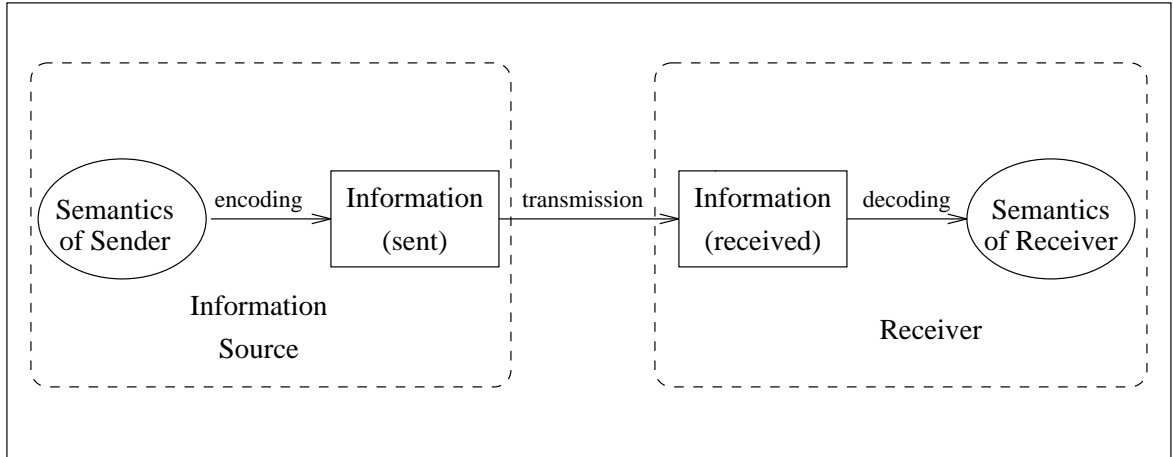 Semantics
of Sender
encoding
Information
(sent)
transmission
Information
(received)
decoding
Semantics
of Receiver
Information
Source
Receiver